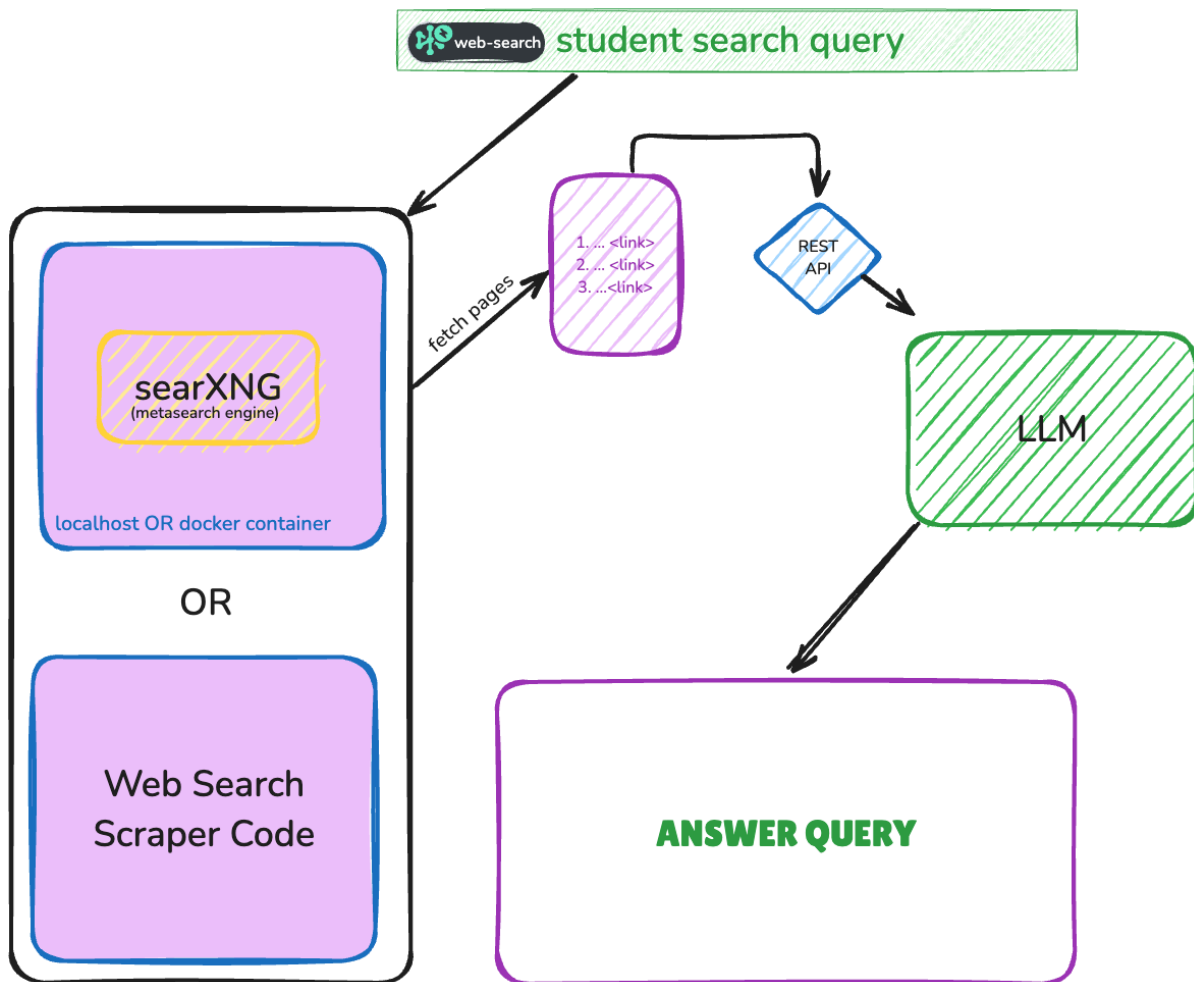 web-search student search query
fetch pages
1. ... <link>
2. ... <link>
3. ...<link>
REST
API
searXNG
(metasearch engine)
localhost OR docker container
OR
Web Search
Scraper Code
LLM
ANSWER QUERY